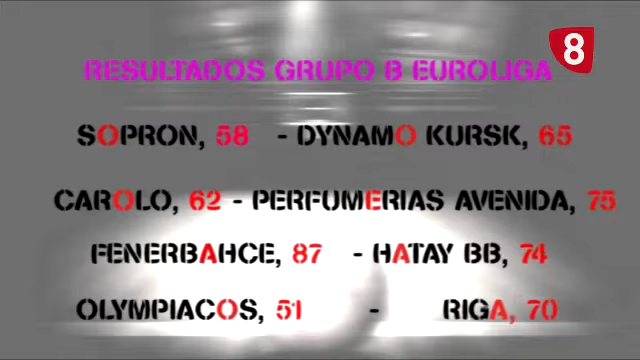 8
RESULTADOS GRUPO B EUROLIGA
SOPRON, 58 - DYNAMO KURSK, 65
CAROLO, 62 - PERFUMERIAS AVENIDA, 75
FENERBAHCE, 87 - HATAY BB, 74
OLYMPIACOS, 51 - RIGA, 70